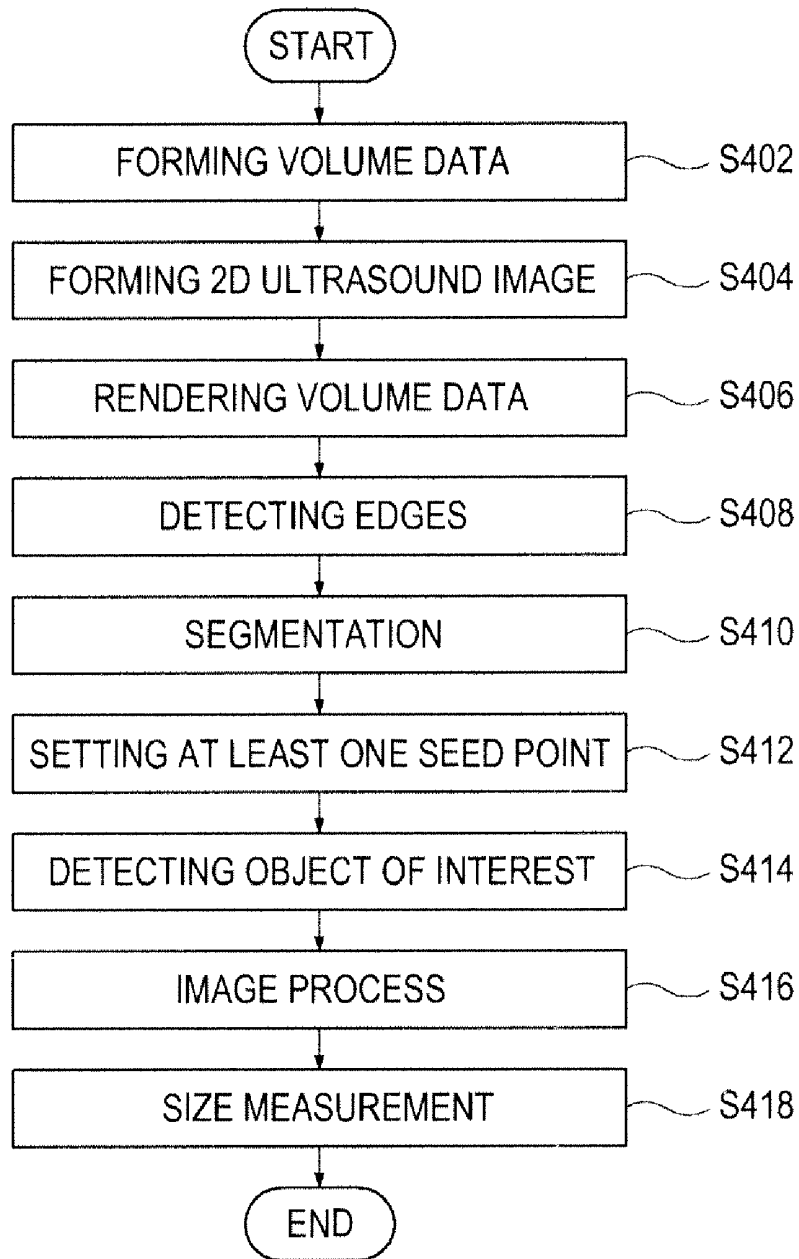 START
FORMING VOLUME DATA S402
FORMING 2D ULTRASOUND IMAGE S404
RENDERING VOLUME DATA S406
DETECTING EDGES S408
SEGMENTATION S410
SETTING AT LEAST ONE SEED POINT S412
DETECTING OBJECT OF INTEREST S414
IMAGE PROCESS S416
SIZE MEASUREMENT S418
END